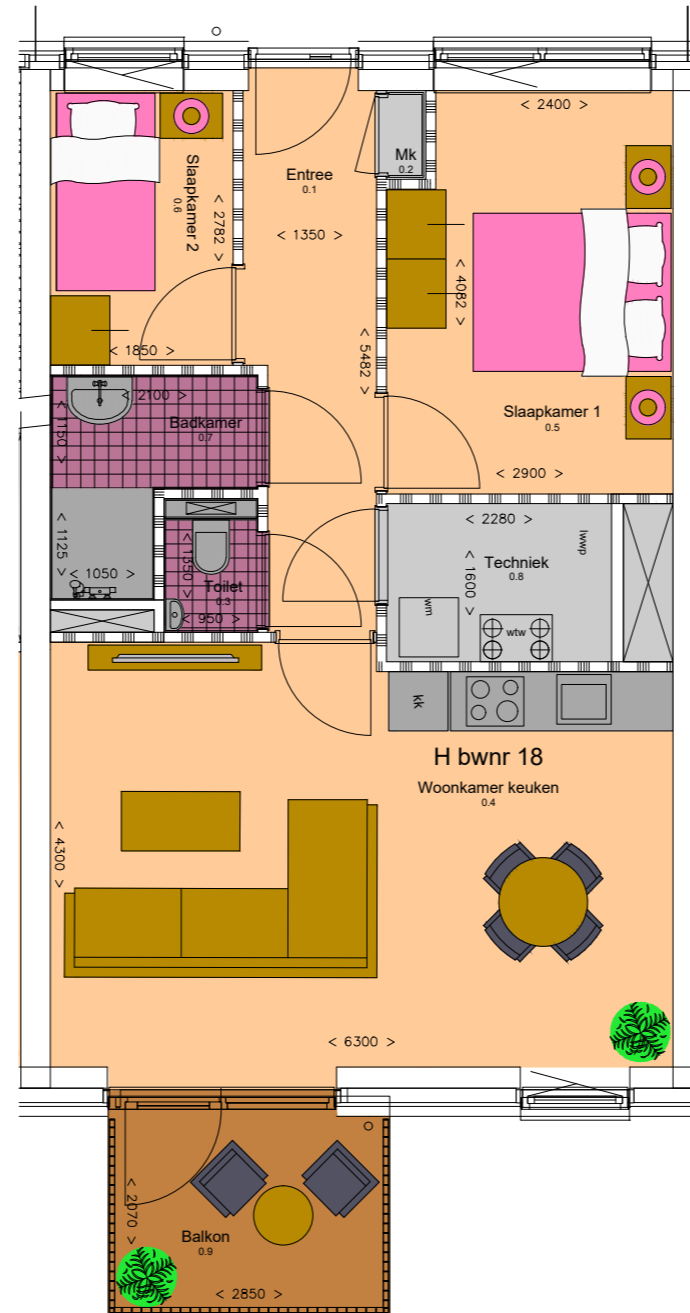 < 2400 >
Slaapkamer 2
0.6
< 2782 >
Entree
0.1
Mk
0.2
< 1350 >
< 4082 >
< 5482 >
< 1850 >
< 2100 >
Badkamer
0.7
< 1150 >
Slaapkamer 1
0.5
< 2900 >
< 1125 >
< 1050 >
< 1350 >
Toilet
0.3
< 950 >
< 2280 >
Techniek
0.8
< 1600 >
lwwp
wm
wtw
kk
H bwnr 18
Woonkamer keuken
0.4
< 4300 >
< 6300 >
< 2070 >
Balkon
0.9
< 2850 >